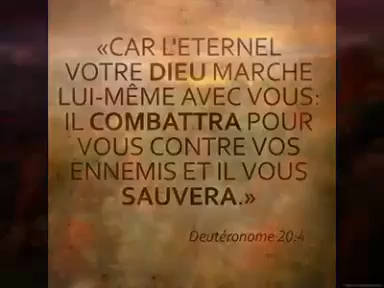 «CAR L'ETERNEL
VOTRE DIEU MARCHE
LUI-MÊME AVEC VOUS:
IL COMBATTRA POUR
VOUS CONTRE VOS
ENNEMIS ET IL VOUS
SAUVERA.»
Deutéronome 20:4